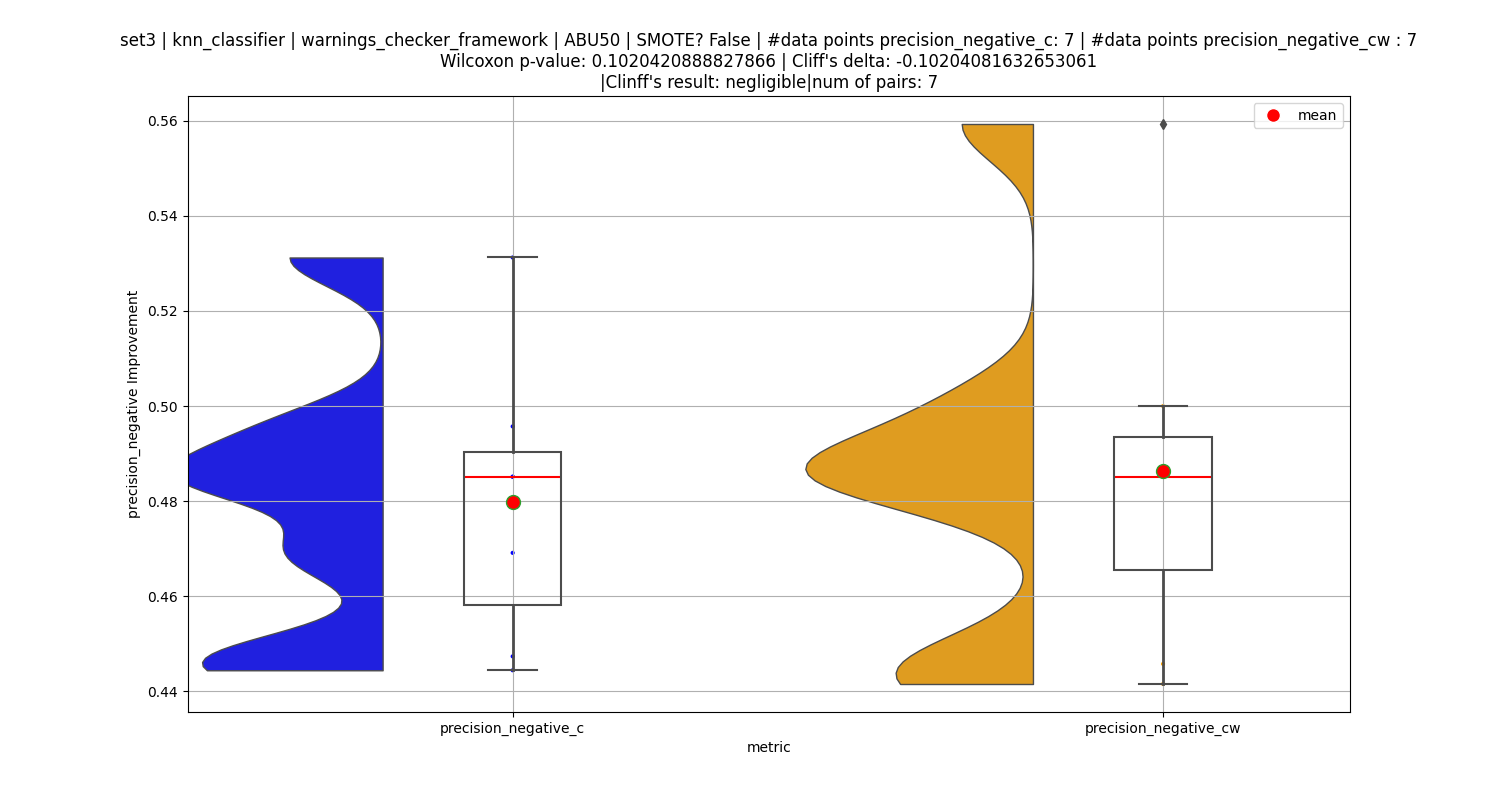 set3 | knn_classifier | warnings_checker_framework | ABU50 | SMOTE? False | #data points precision_negative_c: 7 | #data points precision_negative_cw : 7
Wilcoxon p-value: 0.1020420888827866 | Cliff's delta: -0.10204081632653061
|Clinff's result: negligible|num of pairs: 7
mean
0.56
0.54
0.52
0.50
0.48
0.46
0.44
precision_negative Improvement
precision_negative_c
precision_negative_cw
metric